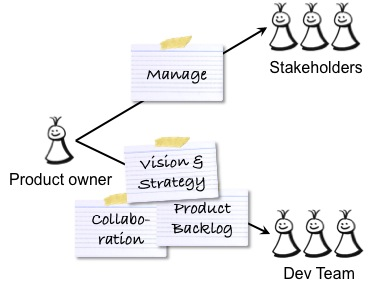 Manage
Stakeholders
Product owner
Vision &
Strategy
Collabo-
ration
Product
Backlog
Dev Team